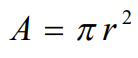 A = πr²